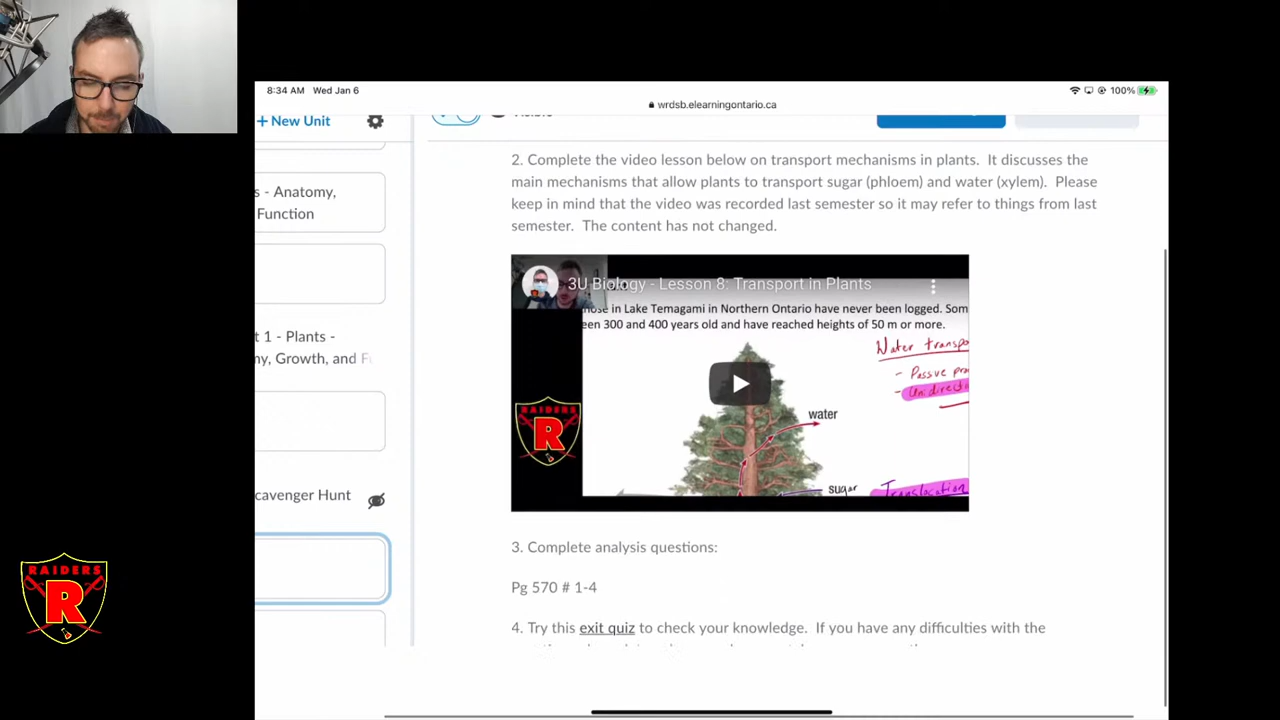 8:34 AM Wed Jan 6
100%
wrdsb.elearningontario.ca
+ New Unit
s - Anatomy,
Function
t 1 - Plants -
ny, Growth, and F
cavenger Hunt
2. Complete the video lesson below on transport mechanisms in plants. It discusses the
main mechanisms that allow plants to transport sugar (phloem) and water (xylem). Please
keep in mind that the video was recorded last semester so it may refer to things from last
semester. The content has not changed.
3U Biology - Lesson 8: Transport in Plants
hose in Lake Temagami in Northern Ontario have never been logged. Som
een 300 and 400 years old and have reached heights of 50 m or more.
Water transpo
- Passive pro
- Unidirecti
water
sugar
Translocation
RAIDERS
R
3. Complete analysis questions:
Pg 570 # 1-4
4. Try this exit quiz to check your knowledge. If you have any difficulties with the
RAIDERS
R